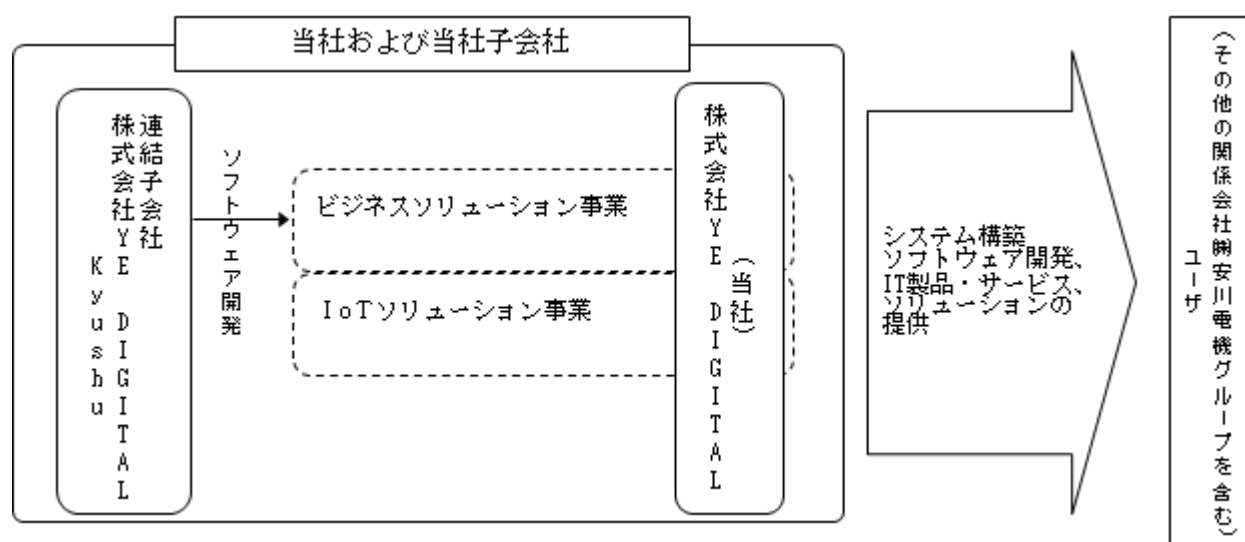 当社および当社子会社
連結子会社
株式会社YE DIGITAL
Kyushu
ソフトウェア開発
ビジネスソリューション事業
IoTソリューション事業
株式会社YE DIGITAL
(当社)
システム構築
ソフトウェア開発、
IT製品・サービス、
ソリューションの
提供
(その他の関係会社㈱安川電機グループを含む)
ユーザ